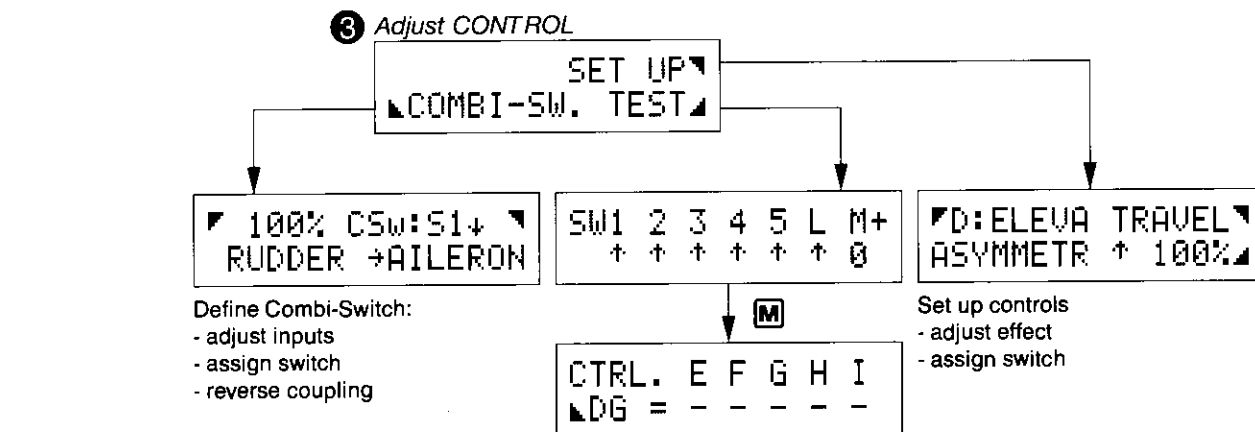 3 Adjust CONTROL
SET UP◥
◣COMBI-SW. TEST◢
◤ 100% CSw:S1↓ ◥
RUDDER →AILERON
Define Combi-Switch:
- adjust inputs
- assign switch
- reverse coupling
SW1 2 3 4 5 L M+
↑ ↑ ↑ ↑ ↑ ↑ 0
M
CTRL. E F G H I
◣DG = - - - - -
◤D:ELEVA TRAVEL◥
ASYMMETR ↑ 100%◢
Set up controls
- adjust effect
- assign switch